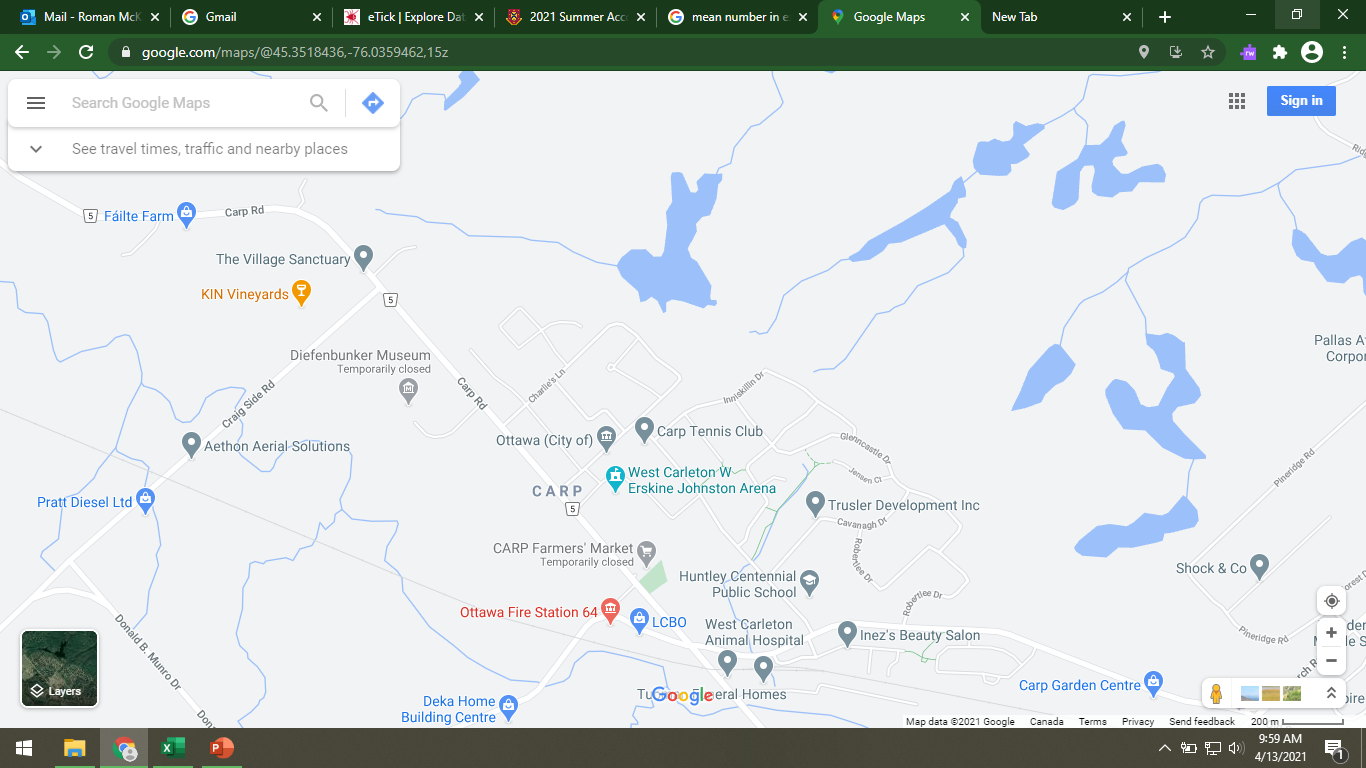 Mail - Roman McK
Gmail
eTick | Explore Dat
2021 Summer Acc
mean number in e
Google Maps
New Tab
google.com/maps/@45.3518436,-76.0359462,15z
Search Google Maps
See travel times, traffic and nearby places
Sign in
5
Fáilte Farm
Carp Rd
The Village Sanctuary
KIN Vineyards
5
Diefenbunker Museum
Temporarily closed
Charlie's Ln
Carp Rd
Craig Side Rd
Inniskillin Dr
Pallas Av
Corpor
Ottawa (City of)
Carp Tennis Club
Aethon Aerial Solutions
Glenncastle Dr
Jensen Ct
Pineridge Rd
West Carleton W
Erskine Johnston Arena
CARP
5
Pratt Diesel Ltd
Trusler Development Inc
Cavanagh Dr
Robertlee Dr
CARP Farmers' Market
Temporarily closed
Huntley Centennial
Public School
Shock & Co
Robertlee Dr
Ottawa Fire Station 64
LCBO
West Carleton
Animal Hospital
Inez's Beauty Salon
Pineridge Rd
Donald B. Munro Dr
Layers
Deka Home
Building Centre
Google
Carp Garden Centre
Map data ©2021 Google
Canada
Terms
Privacy
Send feedback
200 m
9:59 AM
4/13/2021
1